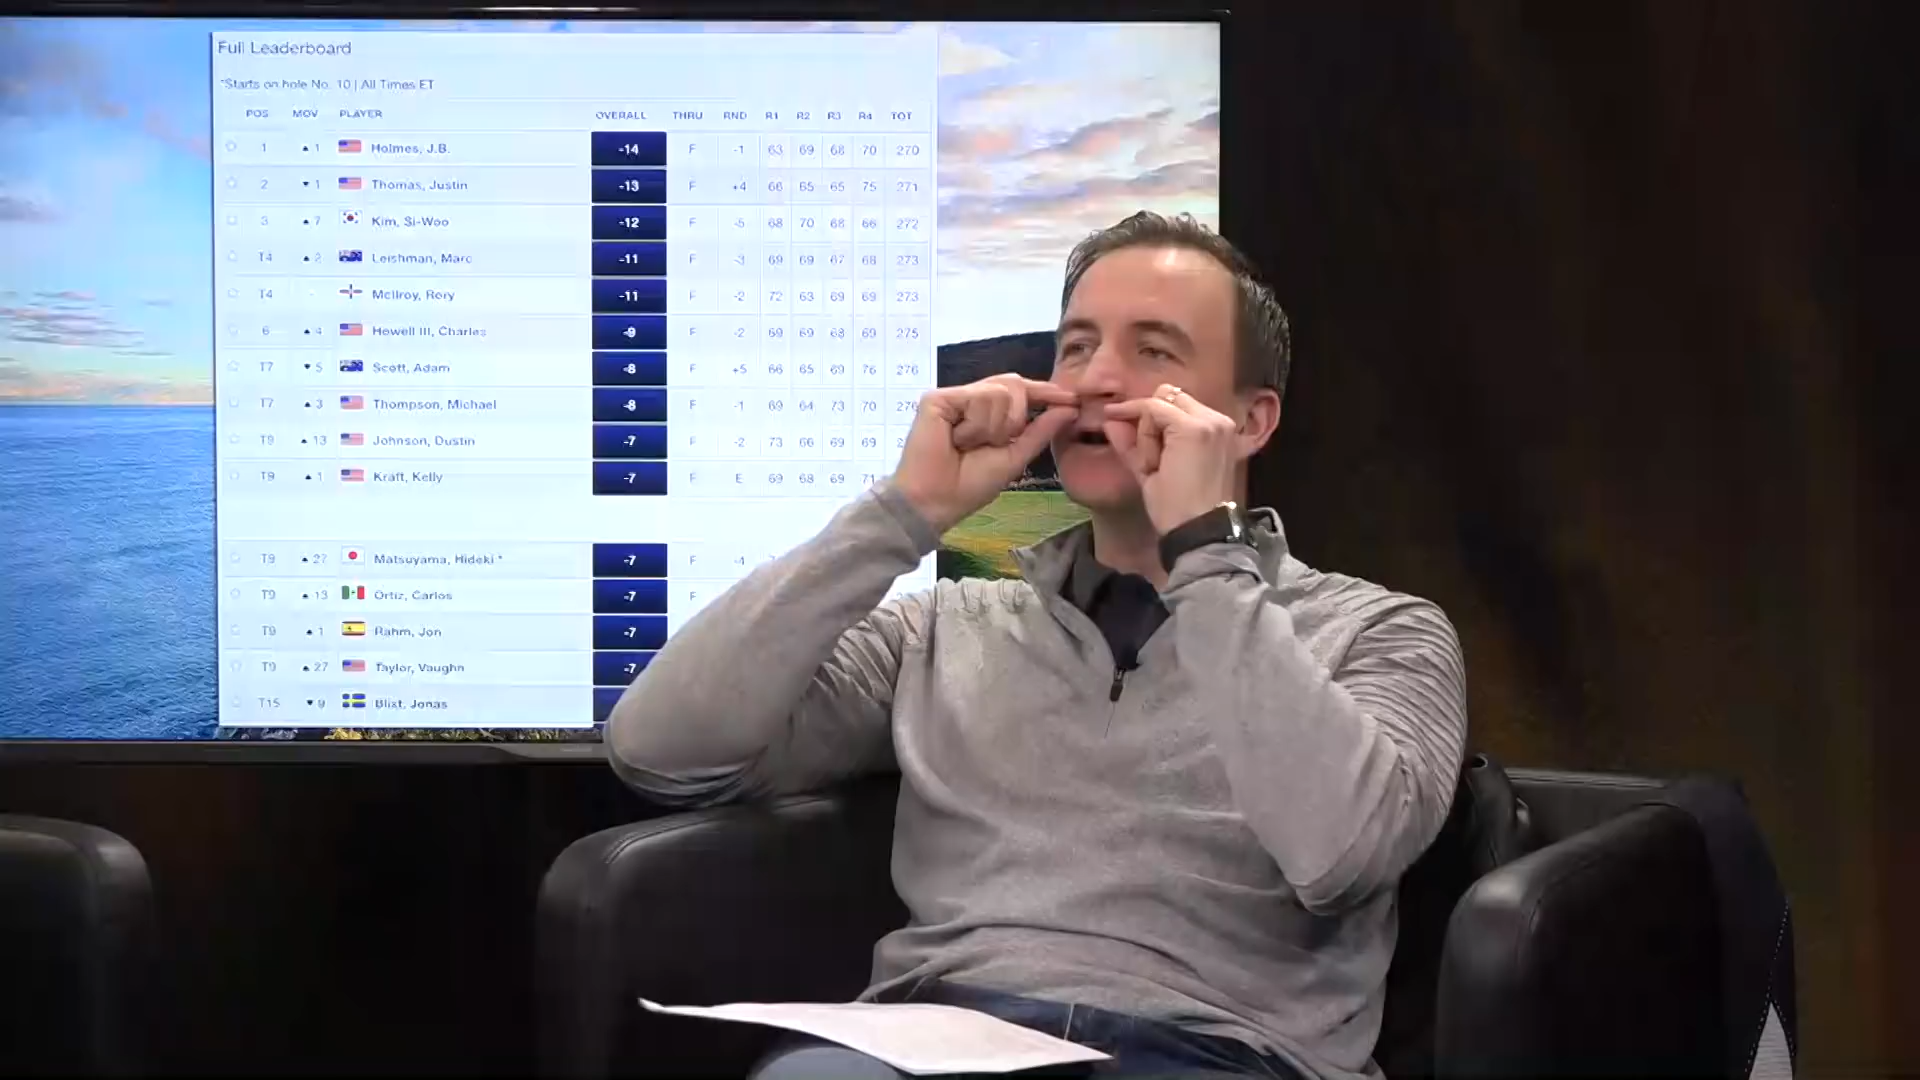 Full Leaderboard
*Starts on hole No. 10 | All Times ET
POS MOV PLAYER OVERALL THRU RND R1 R2 R3 R4 TOT
1 ▲ 1 Holmes, J.B. -14 F -1 63 69 68 70 270
2 ▼ 1 Thomas, Justin -13 F +4 66 65 65 75 271
3 ▲ 7 Kim, Si-Woo -12 F -5 68 70 68 66 272
T4 ▲ 2 Leishman, Marc -11 F -3 69 69 67 68 273
T4 - McIlroy, Rory -11 F -2 72 63 69 69 273
6 ▲ 4 Howell III, Charles -9 F -2 69 69 68 69 275
T7 ▼ 5 Scott, Adam -8 F +5 66 65 69 76 276
T7 ▲ 3 Thompson, Michael -8 F -1 69 64 73 70 276
T9 ▲ 13 Johnson, Dustin -7 F -2 73 66 69 69
T9 ▲ 1 Kraft, Kelly -7 F E 69 68 69 71
T9 ▲ 27 Matsuyama, Hideki * -7 F -4
T9 ▲ 13 Ortiz, Carlos -7 F
T9 ▲ 1 Rahm, Jon -7
T9 ▲ 27 Taylor, Vaughn -7
T15 ▼ 9 Blixt, Jonas